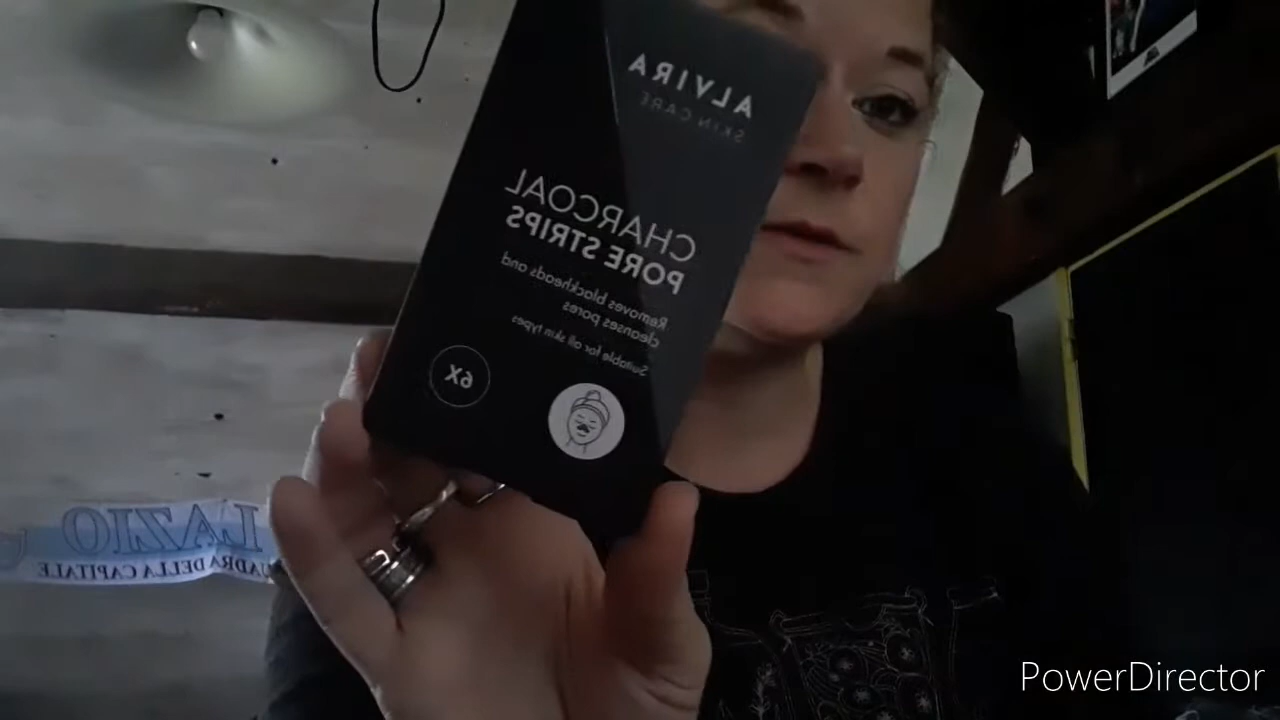 ALVIRA
SKIN CARE
CHARCOAL
PORE STRIPS
Removes blackheads and
cleanses pores
Suitable for all skin types
6X
LAZIO
QUADRA DELLA CAPITALE
PowerDirector